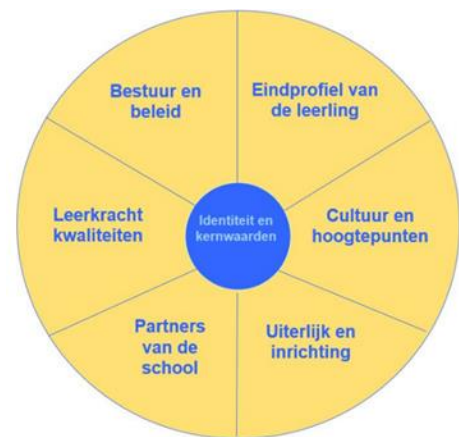 Bestuur en
beleid
Eindprofiel van
de leerling
Leerkracht
kwaliteiten
Identiteit en
kernwaarden
Cultuur en
hoogtepunten
Partners
van de
school
Uiterlijk en
inrichting